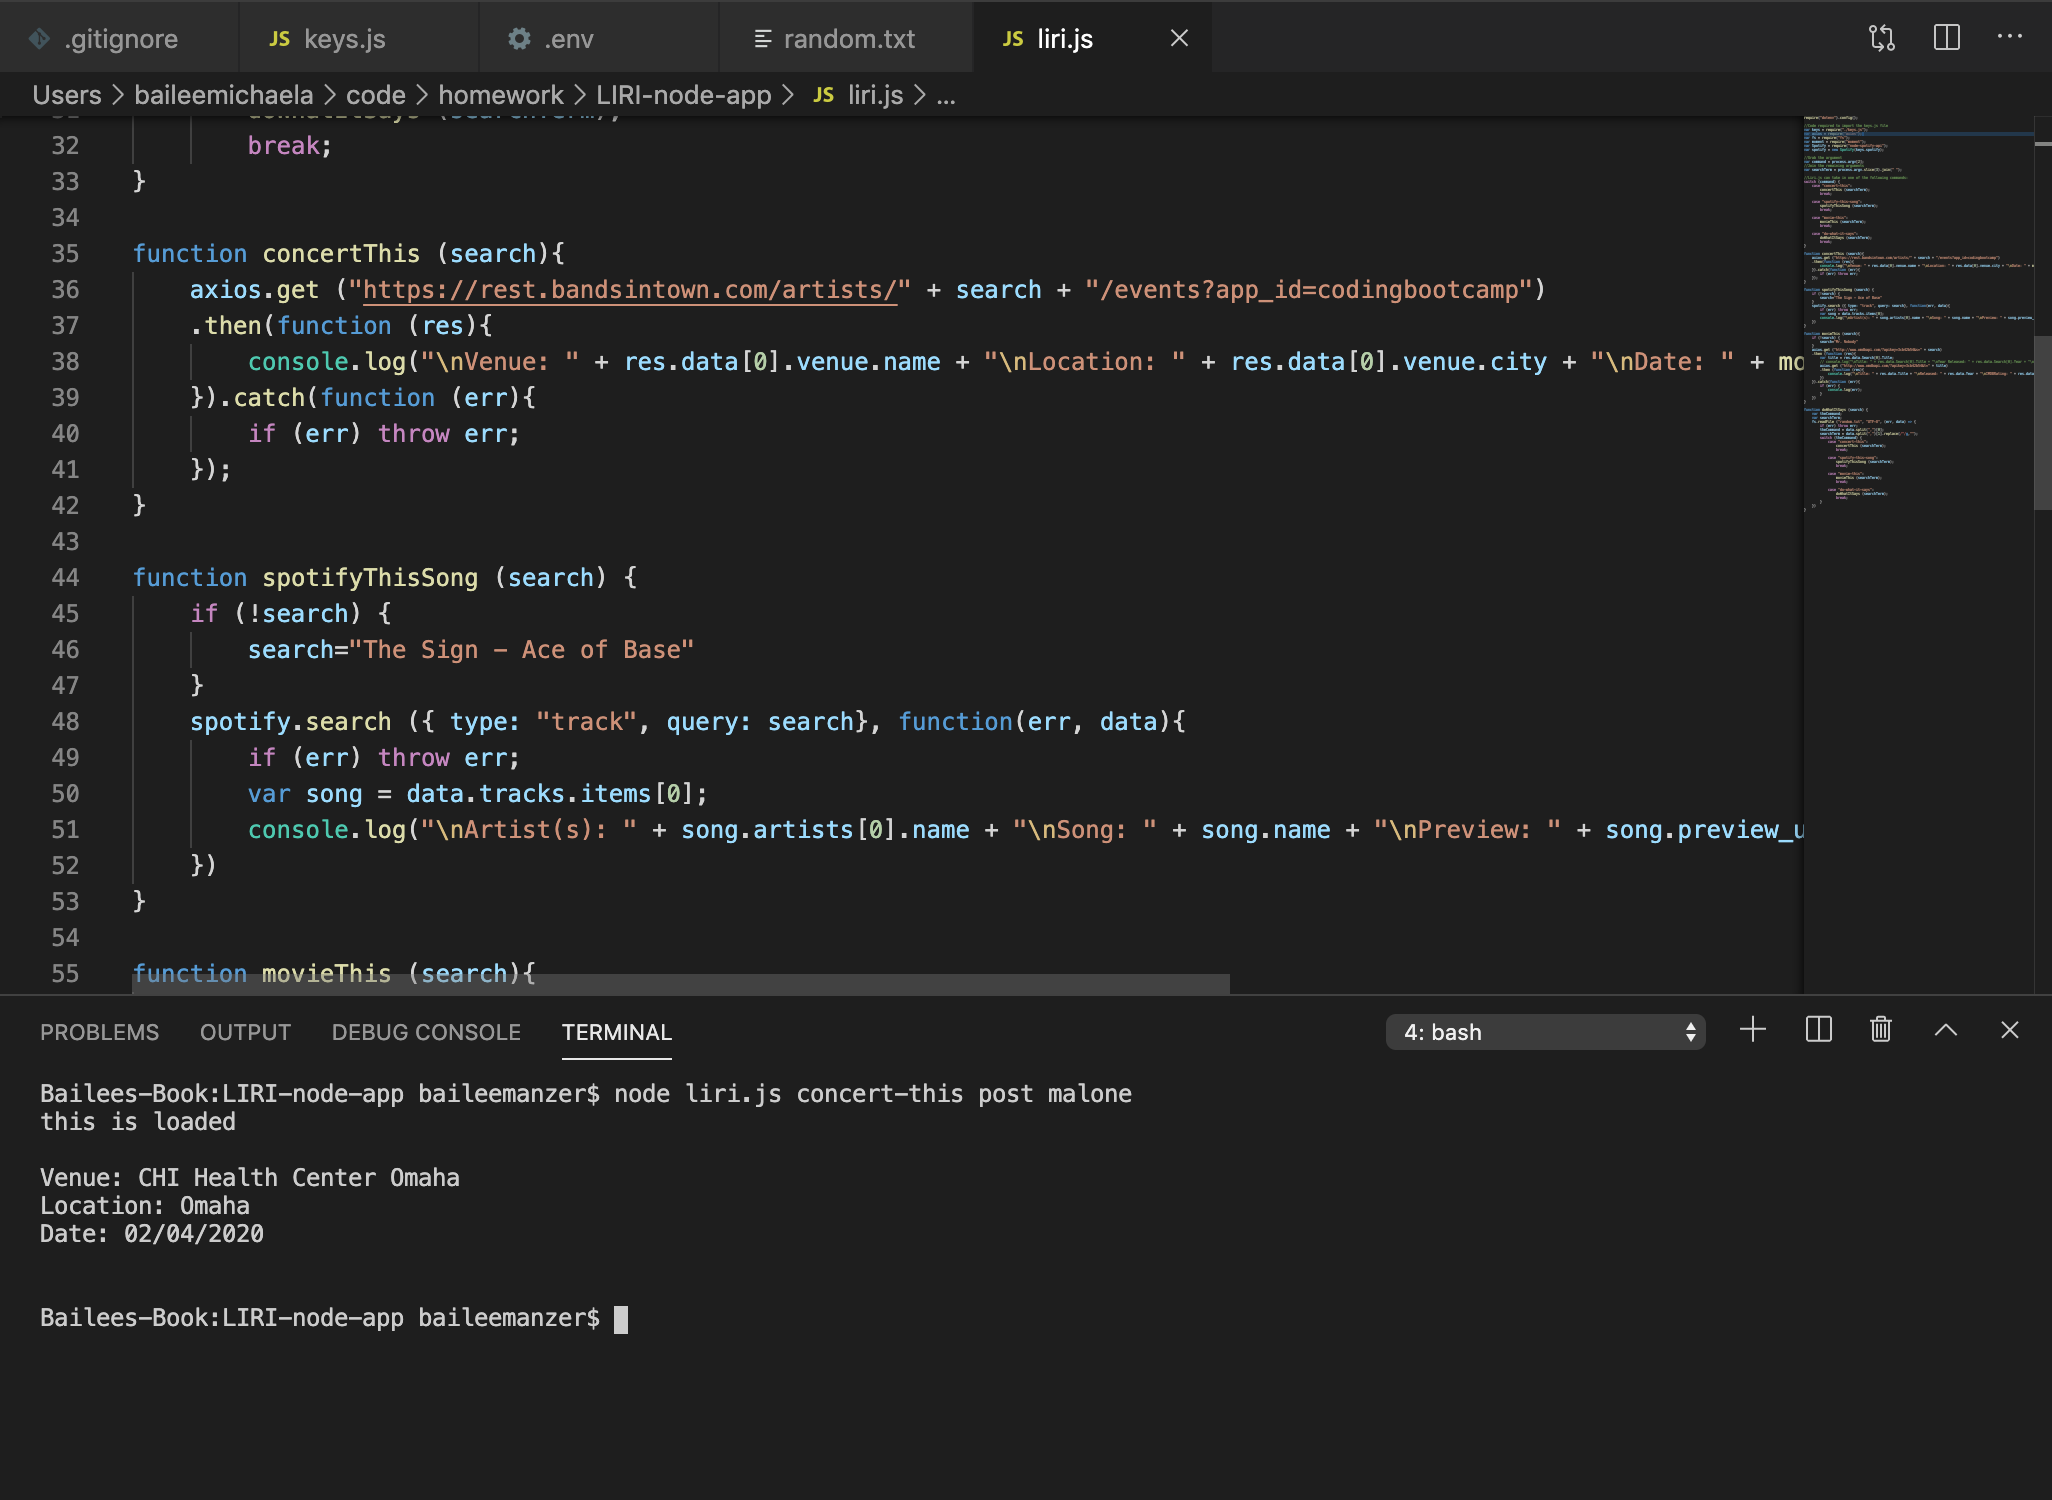 .gitignore
JS keys.js
.env
random.txt
JS liri.js
Users > baileemichaela > code > homework > LIRI-node-app > JS liri.js > ...
32 break;
33 }
34
35 function concertThis (search){
36 axios.get ("https://rest.bandsintown.com/artists/" + search + "/events?app_id=codingbootcamp")
37 .then(function (res){
38 console.log("\nVenue: " + res.data[0].venue.name + "\nLocation: " + res.data[0].venue.city + "\nDate: " + mo
39 }).catch(function (err){
40 if (err) throw err;
41 });
42 }
43
44 function spotifyThisSong (search) {
45 if (!search) {
46 search="The Sign - Ace of Base"
47 }
48 spotify.search ({ type: "track", query: search}, function(err, data){
49 if (err) throw err;
50 var song = data.tracks.items[0];
51 console.log("\nArtist(s): " + song.artists[0].name + "\nSong: " + song.name + "\nPreview: " + song.preview_u
52 })
53 }
54
55 function movieThis (search){
PROBLEMS OUTPUT DEBUG CONSOLE TERMINAL
4: bash
Bailees-Book:LIRI-node-app baileemanzer$ node liri.js concert-this post malone
this is loaded
Venue: CHI Health Center Omaha
Location: Omaha
Date: 02/04/2020
Bailees-Book:LIRI-node-app baileemanzer$